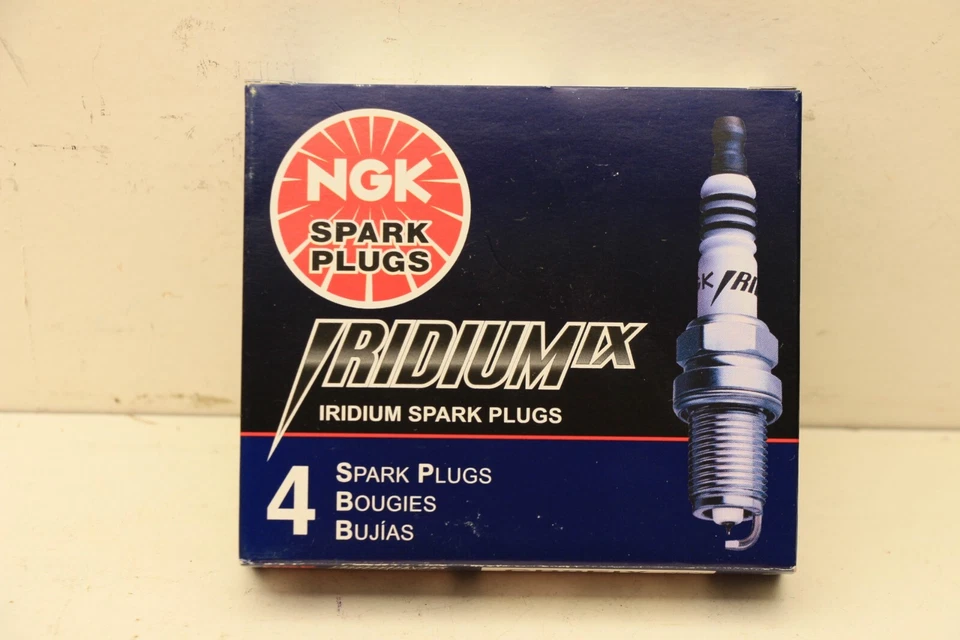 NGK
SPARK
PLUGS
IRIDIUM IX
IRIDIUM SPARK PLUGS
4
SPARK PLUGS
BOUGIES
BUJÍAS